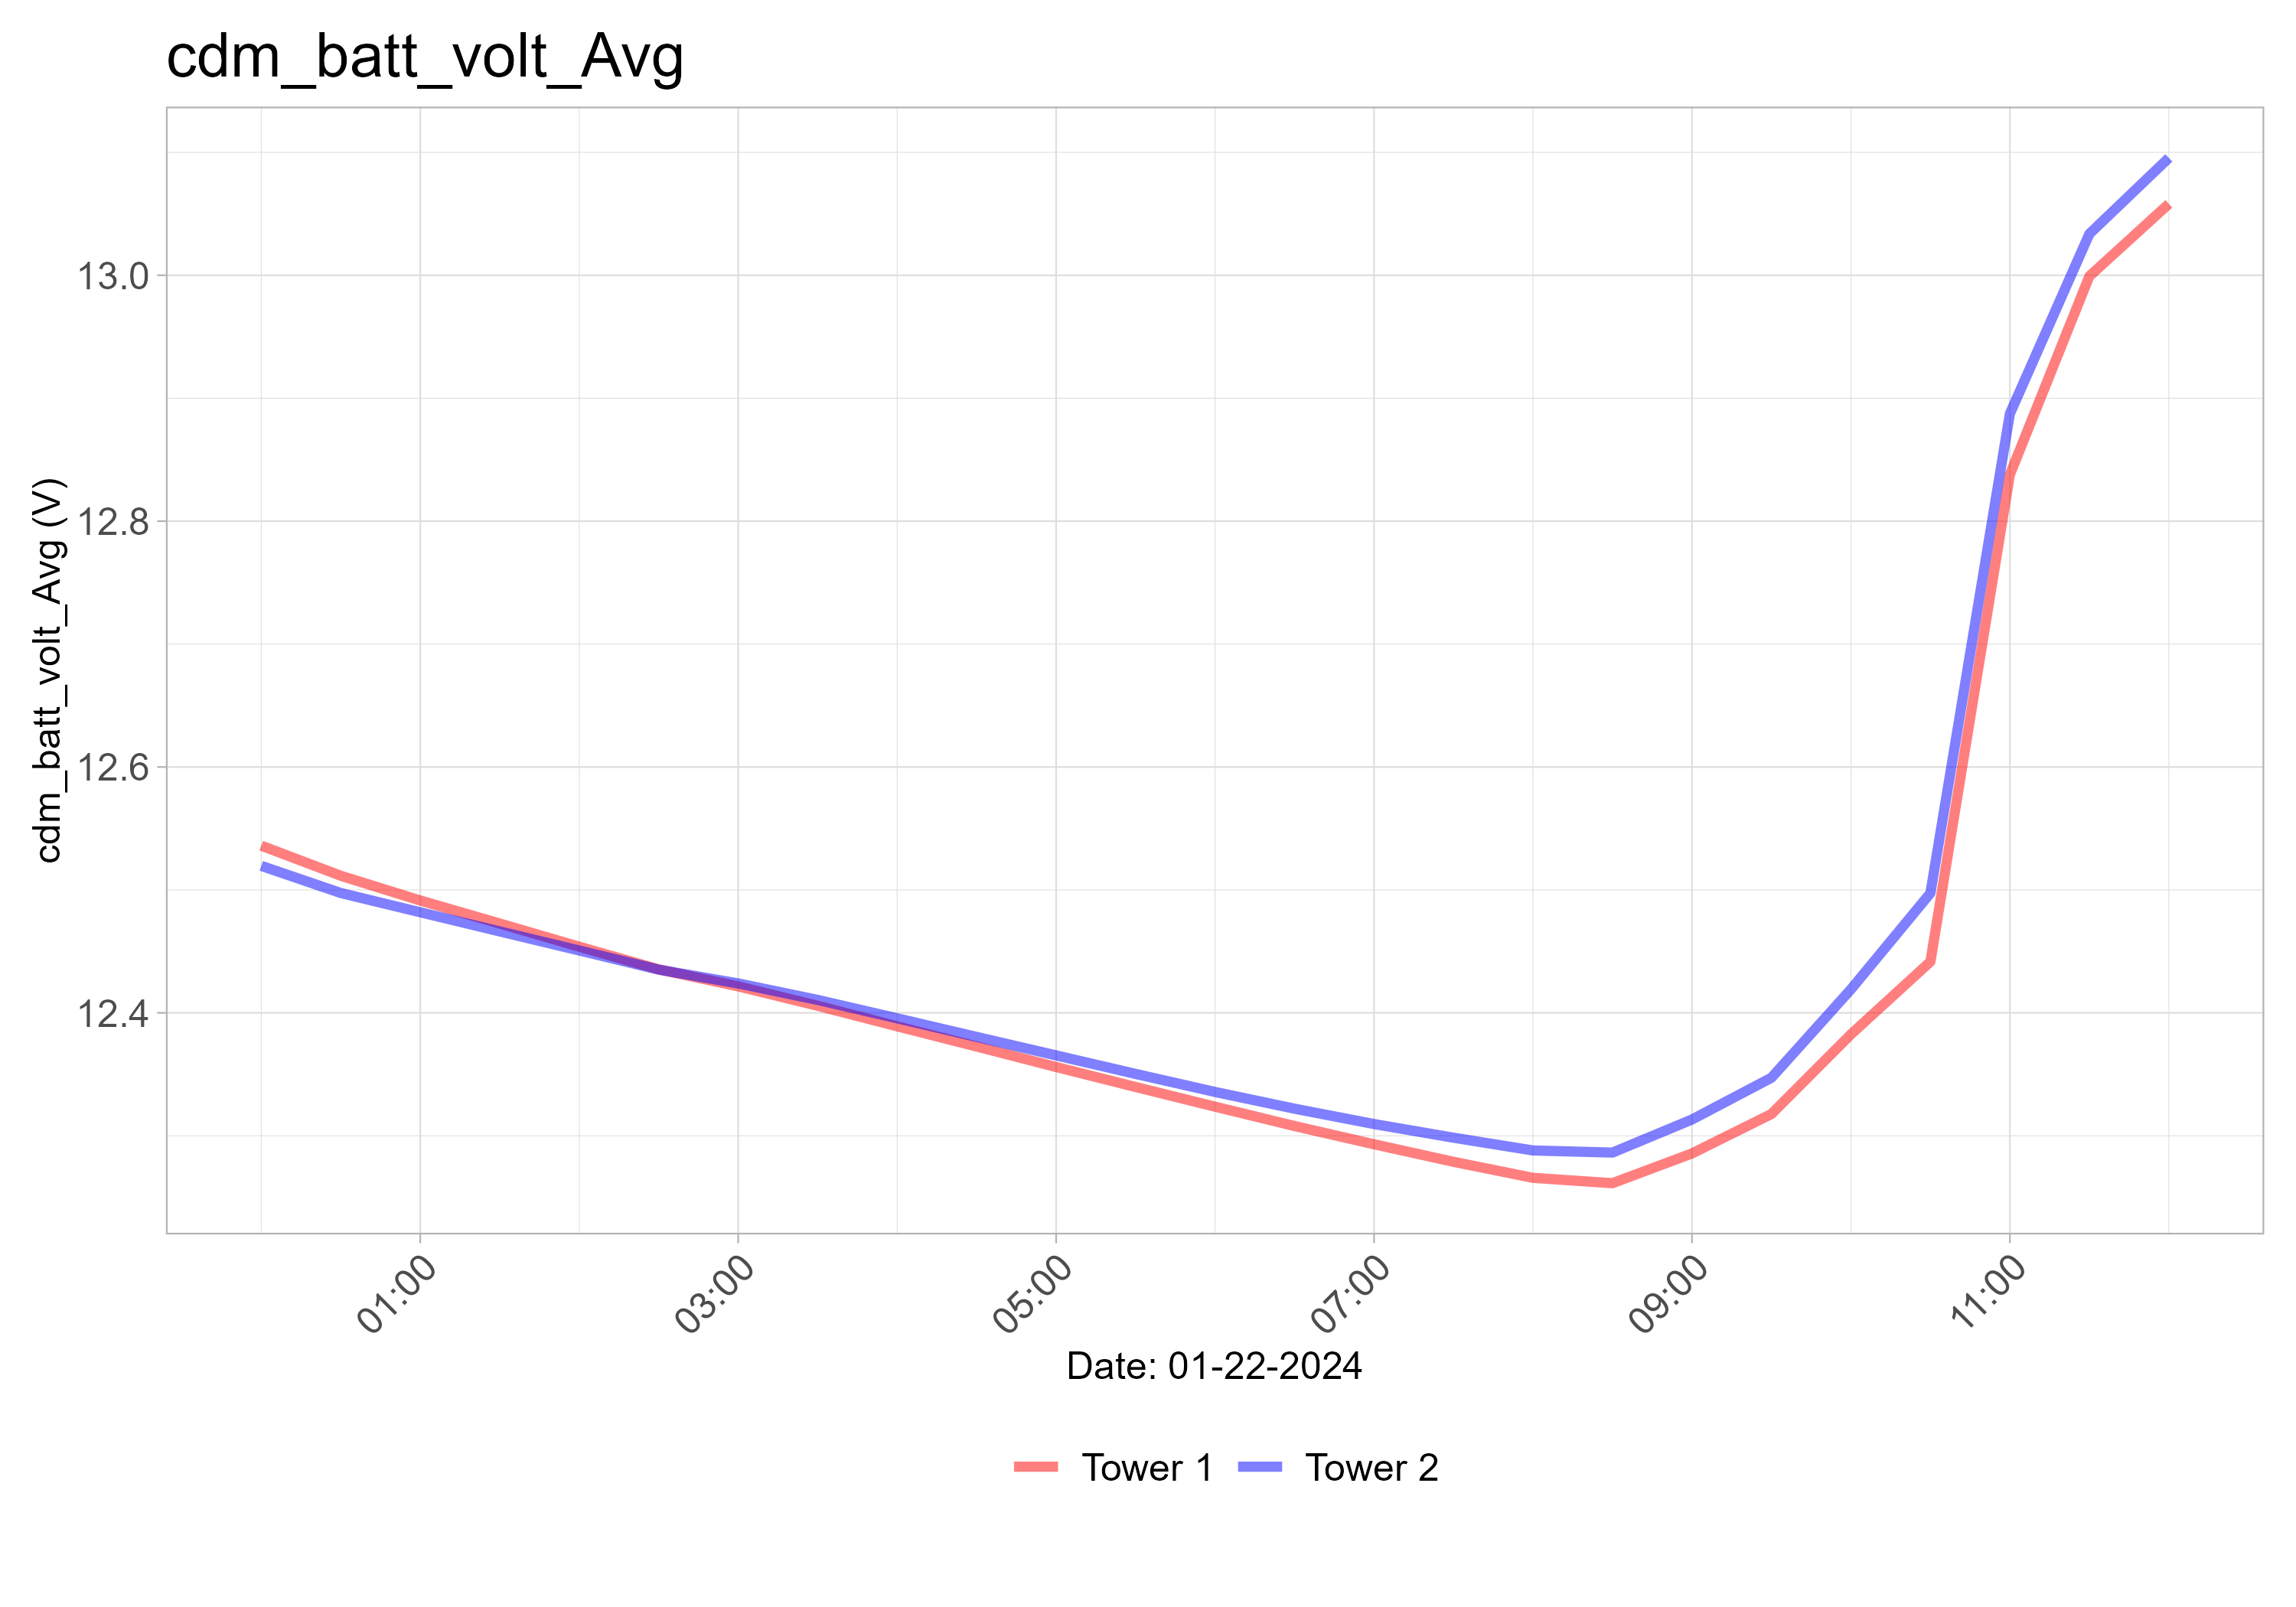 cdm_batt_volt_Avg
cdm_batt_volt_Avg (V)
13.0
12.8
12.6
12.4
01:00
03:00
05:00
07:00
09:00
11:00
Date: 01-22-2024
Tower 1
Tower 2